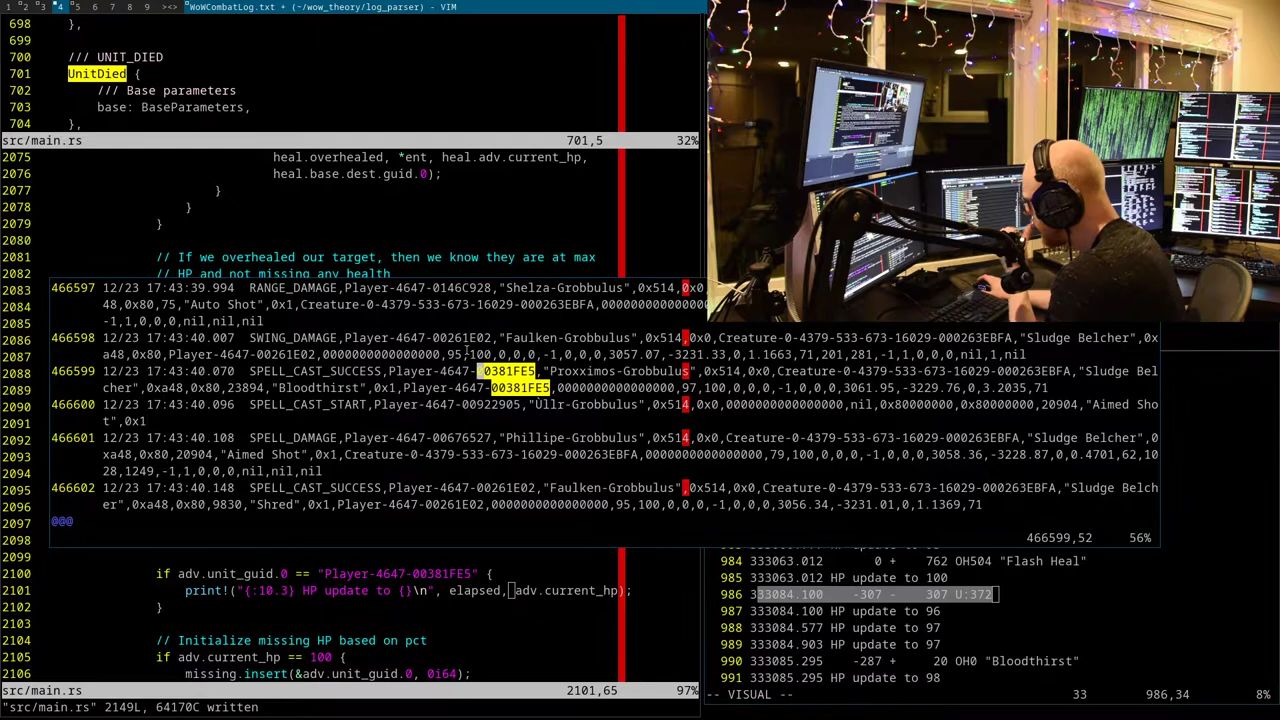 1 2 3 4 5 6 7 8 9 ><> WoWCombatLog.txt + (~/wow_theory/log_parser) - VIM
698 },
699
700 /// UNIT_DIED
701 UnitDied {
702 /// Base parameters
703 base: BaseParameters,
704 },
src/main.rs 701,5 32%
2075 heal.overhealed, *ent, heal.adv.current_hp,
2076 heal.base.dest.guid.0);
2077 }
2078 }
2079 }
2080
2081 // If we overhealed our target, then we know they are at max
2082 // HP and not missing any health
2083 466597 12/23 17:43:39.994 RANGE_DAMAGE,Player-4647-0146C928,"Shelza-Grobbulus",0x514,0x0
2084 48,0x80,75,"Auto Shot",0x1,Creature-0-4379-533-673-16029-000263EBFA,00000000000
2085 -1,1,0,0,0,nil,nil,nil
2086 466598 12/23 17:43:40.007 SWING_DAMAGE,Player-4647-00261E02,"Faulken-Grobbulus",0x514,0x0,Creature-0-4379-533-673-16029-000263EBFA,"Sludge Belcher",0x
2087 a48,0x80,Player-4647-00261E02,0000000000000000,95,100,0,0,0,-1,0,0,0,3057.07,-3231.33,0,1.1663,71,201,281,-1,1,0,0,0,nil,1,nil
2088 466599 12/23 17:43:40.070 SPELL_CAST_SUCCESS,Player-4647-00381FE5,"Proxximos-Grobbulus",0x514,0x0,Creature-0-4379-533-673-16029-000263EBFA,"Sludge Bel
2089 cher",0xa48,0x80,23894,"Bloodthirst",0x1,Player-4647-00381FE5,0000000000000000,97,100,0,0,0,-1,0,0,0,3061.95,-3229.76,0,3.2035,71
2090 466600 12/23 17:43:40.096 SPELL_CAST_START,Player-4647-00922905,"Üllr-Grobbulus",0x514,0x0,0000000000000000,nil,0x80000000,0x80000000,20904,"Aimed Sho
2091 t",0x1
2092 466601 12/23 17:43:40.108 SPELL_DAMAGE,Player-4647-00676527,"Phillipe-Grobbulus",0x514,0x0,Creature-0-4379-533-673-16029-000263EBFA,"Sludge Belcher",0
2093 xa48,0x80,20904,"Aimed Shot",0x1,Creature-0-4379-533-673-16029-000263EBFA,0000000000000000,79,100,0,0,0,-1,0,0,0,3058.36,-3228.87,0,0.4701,62,10
2094 28,1249,-1,1,0,0,0,nil,nil,nil
2095 466602 12/23 17:43:40.148 SPELL_CAST_SUCCESS,Player-4647-00261E02,"Faulken-Grobbulus",0x514,0x0,Creature-0-4379-533-673-16029-000263EBFA,"Sludge Belch
2096 er",0xa48,0x80,9830,"Shred",0x1,Player-4647-00261E02,0000000000000000,95,100,0,0,0,-1,0,0,0,3056.34,-3231.01,0,1.1369,71
2097 @@@
2098 466599,52 56%
2099
2100 if adv.unit_guid.0 == "Player-4647-00381FE5" {
2101 print!("{:10.3} HP update to {}\n", elapsed, adv.current_hp);
2102 }
2103
2104 // Initialize missing HP based on pct
2105 if adv.current_hp == 100 {
2106 missing.insert(&adv.unit_guid.0, 0i64);
src/main.rs 2101,65 97%
"src/main.rs" 2149L, 64170C written
984 333063.012 0 + 762 OH504 "Flash Heal"
985 333063.012 HP update to 100
986 333084.100 -307 - 307 U:372
987 333084.100 HP update to 96
988 333084.577 HP update to 97
989 333084.903 HP update to 97
990 333085.295 -287 + 20 OH0 "Bloodthirst"
991 333085.295 HP update to 98
-- VISUAL -- 33 986,34 8%